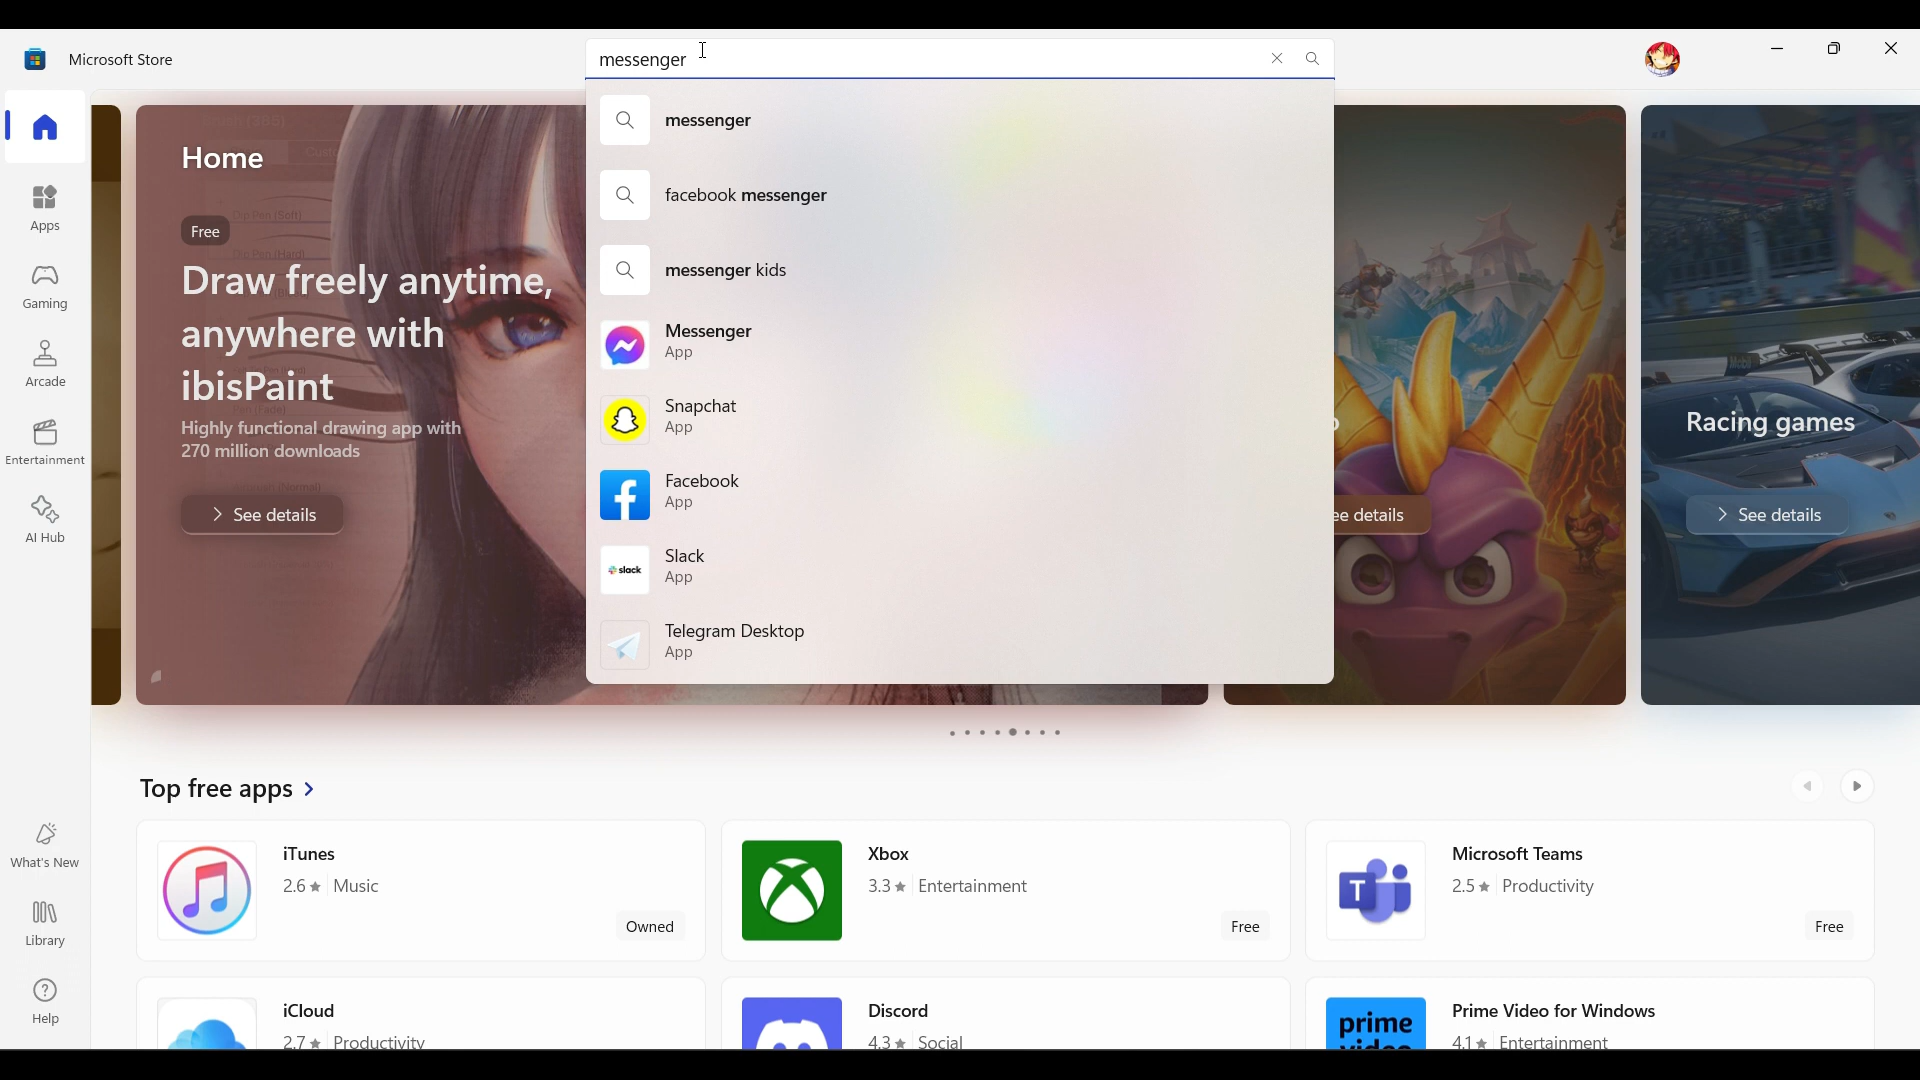 Microsoft Store
messenger
Home
Apps
Gaming
Arcade
Entertainment
AI Hub
What's New
Library
Help
Home
Free
Draw freely anytime,
anywhere with
ibisPaint
Highly functional drawing app with
270 million downloads
See details
messenger
facebook messenger
messenger kids
Messenger
App
Snapchat
App
Facebook
App
slack
Slack
App
Telegram Desktop
App
ee details
Racing games
See details
Top free apps
iTunes
2.6 Music
Owned
Xbox
3.3 Entertainment
Free
T
Microsoft Teams
2.5 Productivity
Free
iCloud
2.7 Productivity
Discord
4.3 Social
prime
video
Prime Video for Windows
4.1 Entertainment